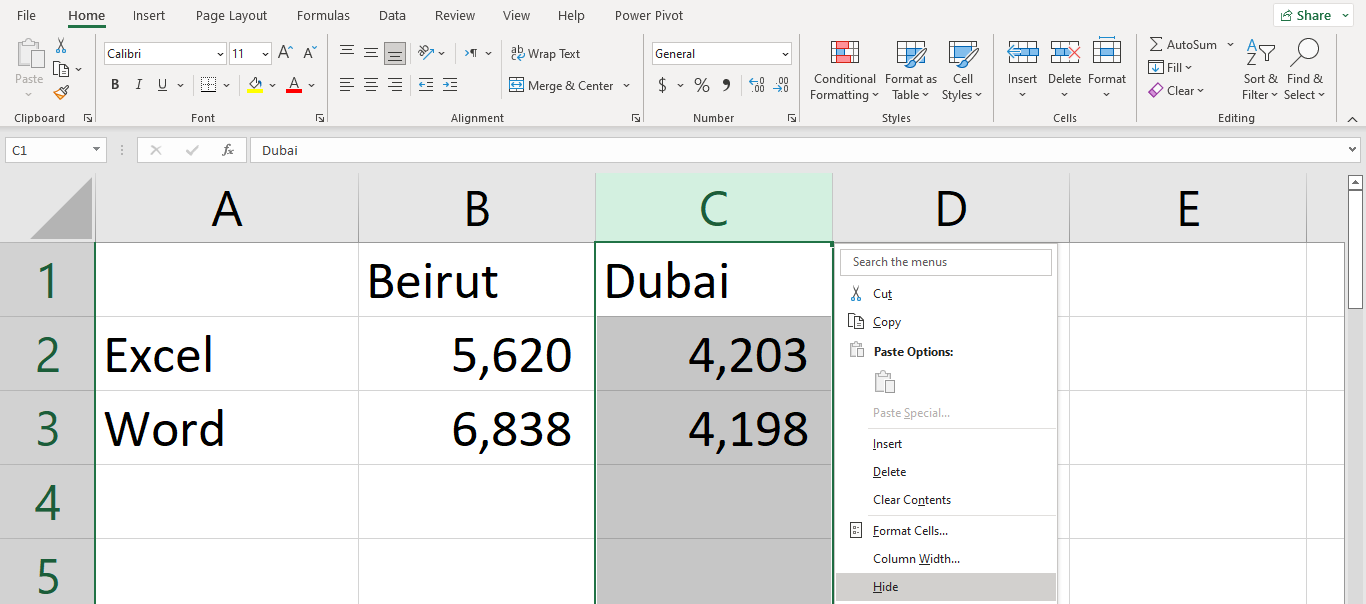 File Home Insert Page Layout Formulas Data Review View Help Power Pivot Share
Paste
Clipboard
Calibri 11
B I U A
Font
ab Wrap Text
Merge & Center
Alignment
General
$ % 9 .00 .00
Number
Conditional Formatting
Format as Table
Cell Styles
Styles
Insert Delete Format
Cells
AutoSum
Fill
Clear
Sort & Filter
Find & Select
Editing
C1 fx Dubai
A B C D E
1 Beirut Dubai
2 Excel 5,620 4,203
3 Word 6,838 4,198
4
5
Search the menus
Cut
Copy
Paste Options:
Paste Special...
Insert
Delete
Clear Contents
Format Cells...
Column Width...
Hide